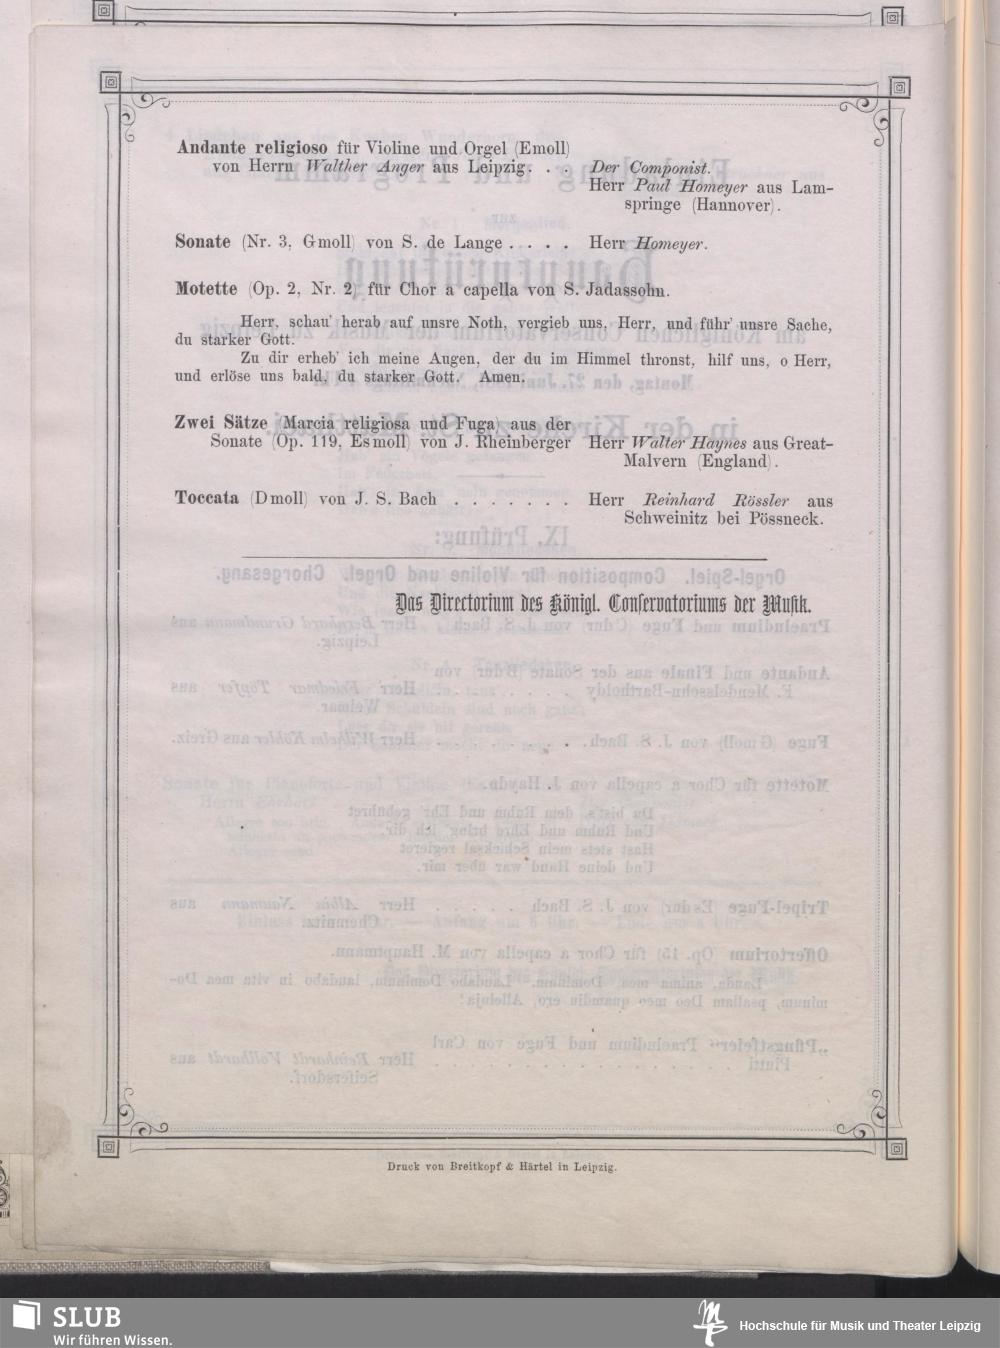 Andante religioso für Violine und Orgel (Emoll)
von Herrn Walther Anger aus Leipzig. . . Der Componist.
Herr Paul Homeyer aus Lam-
springe (Hannover).
Sonate (Nr. 3, Gmoll) von S. de Lange . . . . Herr Homeyer.
Motette (Op. 2, Nr. 2) für Chor a capella von S. Jadassohn.
Herr, schau' herab auf unsre Noth, vergieb uns, Herr, und führ' unsre Sache,
du starker Gott.
Zu dir erheb' ich meine Augen, der du im Himmel thronst, hilf uns, o Herr,
und erlöse uns bald, du starker Gott. Amen.
Zwei Sätze (Marcia religiosa und Fuga) aus der
Sonate (Op. 119, Esmoll) von J. Rheinberger Herr Walter Haynes aus Great-
Malvern (England).
Toccata (Dmoll) von J. S. Bach . . . . . . Herr Reinhard Rössler aus
Schweinitz bei Pössneck.
Das Directorium des Königl. Conservatoriums der Musik.
Druck von Breitkopf & Härtel in Leipzig.
SLUB
Wir führen Wissen.
Hochschule für Musik und Theater Leipzig